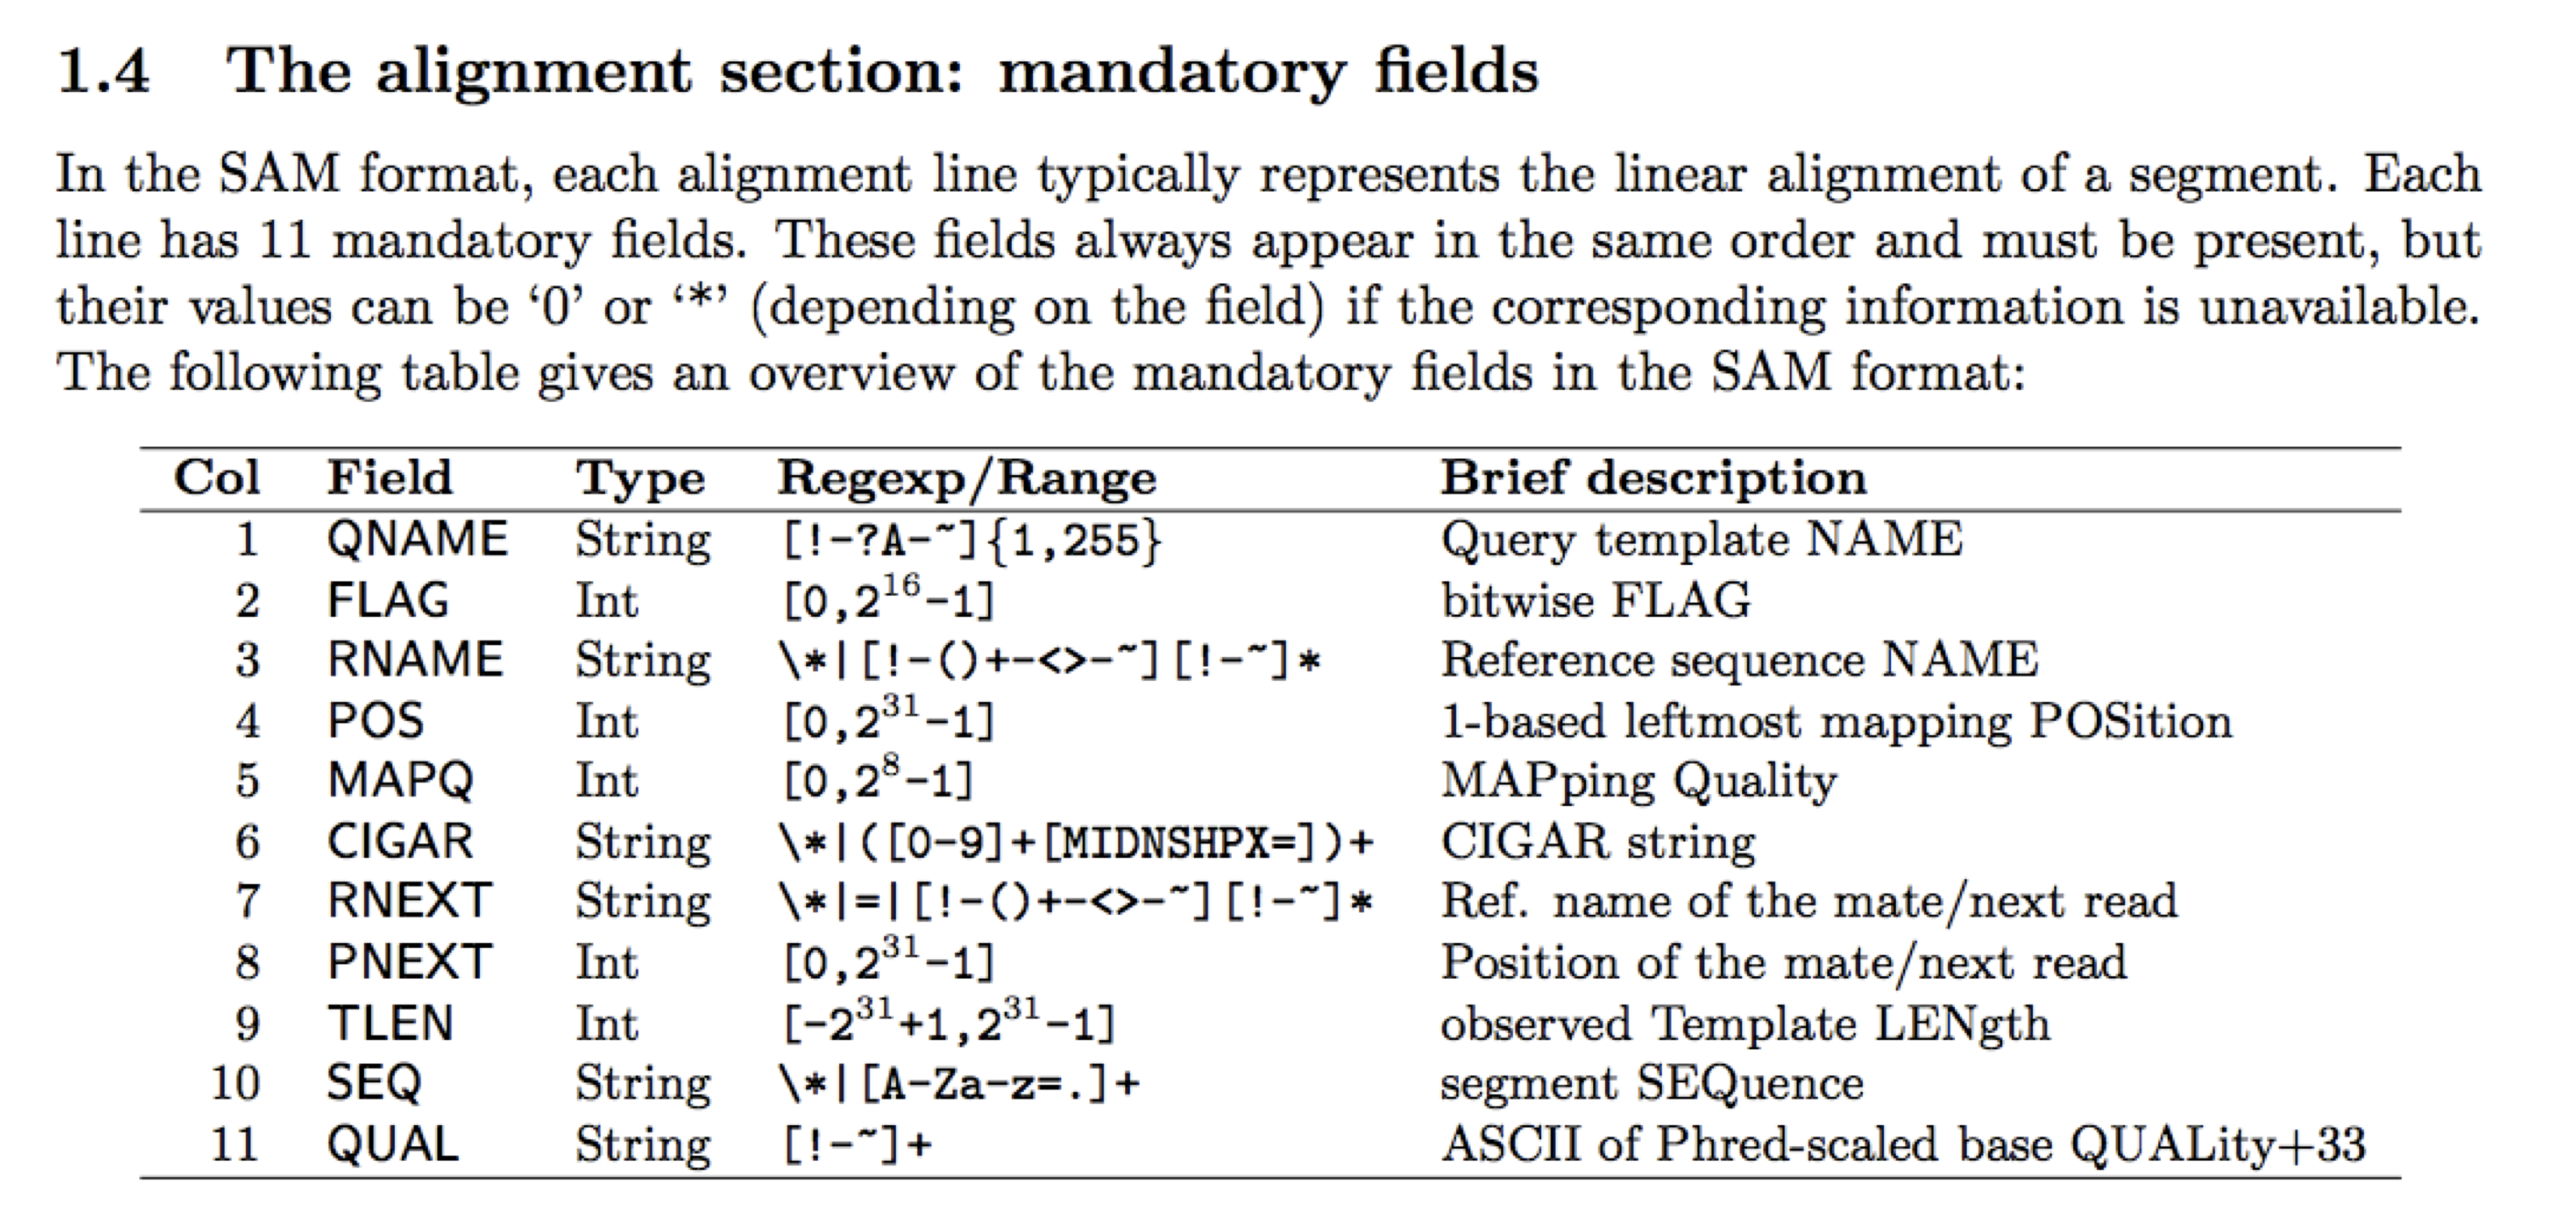 1.4 The alignment section: mandatory fields
In the SAM format, each alignment line typically represents the linear alignment of a segment. Each
line has 11 mandatory fields. These fields always appear in the same order and must be present, but
their values can be ‘0’ or ‘*’ (depending on the field) if the corresponding information is unavailable.
The following table gives an overview of the mandatory fields in the SAM format:
Col Field Type Regexp/Range Brief description
1 QNAME String [!-?A-~]{1,255} Query template NAME
2 FLAG Int [0,2^16-1] bitwise FLAG
3 RNAME String \*|[!-()+-<>-~][!-~]* Reference sequence NAME
4 POS Int [0,2^31-1] 1-based leftmost mapping POSition
5 MAPQ Int [0,2^8-1] MAPping Quality
6 CIGAR String \*|([0-9]+[MIDNSHPX=])+ CIGAR string
7 RNEXT String \*|=|[!-()+-<>-~][!-~]* Ref. name of the mate/next read
8 PNEXT Int [0,2^31-1] Position of the mate/next read
9 TLEN Int [-2^31+1,2^31-1] observed Template LENgth
10 SEQ String \*|[A-Za-z=.]+ segment SEQuence
11 QUAL String [!-~]+ ASCII of Phred-scaled base QUALity+33